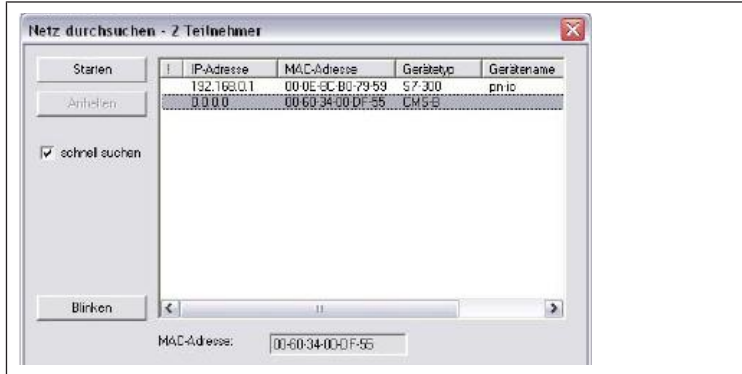 Netz durchsuchen - 2 Teilnehmer
Starten
Anhalten
schnell suchen
Blinken
IP-Adresse MAC-Adresse Gerätetyp Gerätename
192.168.0.1 00-0E-8C-B0-79-59 S7-300 pn-io
0.0.0.0 00-60-34-00-DF-55 CMS-B
MAC-Adresse: 00-60-34-00-DF-55